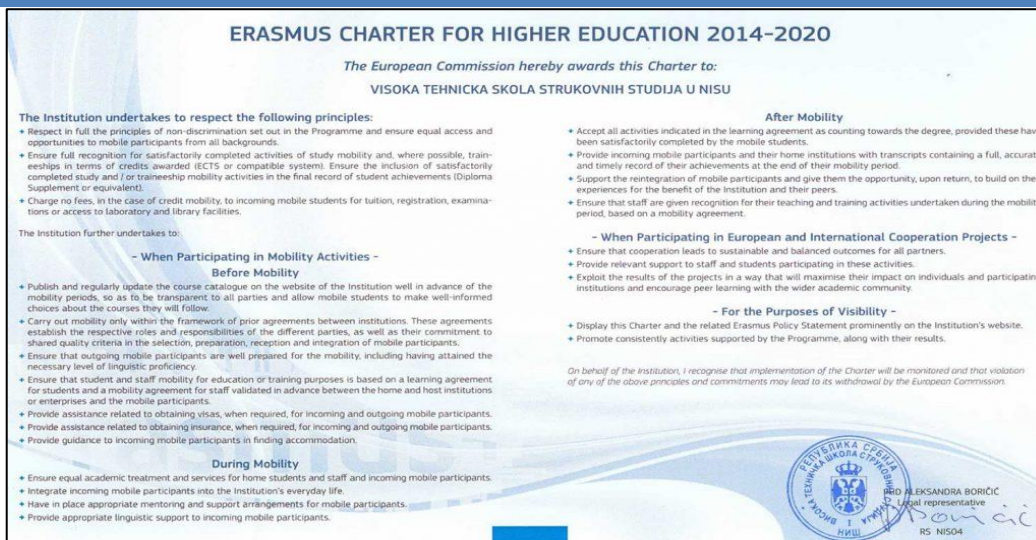 ERASMUS CHARTER FOR HIGHER EDUCATION 2014-2020
The European Commission hereby awards this Charter to:
VISOKA TEHNICKA SKOLA STRUKOVNIH STUDIJA U NISU
The Institution undertakes to respect the following principles:
+ Respect in full the principles of non-discrimination set out in the Programme and ensure equal access and
opportunities to mobile participants from all backgrounds.
+ Ensure full recognition for satisfactorily completed activities of study mobility and, where possible, train-
eeships in terms of credits awarded (ECTS or compatible system). Ensure the inclusion of satisfactorily
completed study and / or traineeship mobility activities in the final record of student achievements (Diploma
Supplement or equivalent).
+ Charge no fees, in the case of credit mobility, to incoming mobile students for tuition, registration, examina-
tions or access to laboratory and library facilities.
The Institution further undertakes to:
- When Participating in Mobility Activities -
Before Mobility
+ Publish and regularly update the course catalogue on the website of the Institution well in advance of the
mobility periods, so as to be transparent to all parties and allow mobile students to make well-informed
choices about the courses they will follow.
+ Carry out mobility only within the framework of prior agreements between institutions. These agreements
establish the respective roles and responsibilities of the different parties, as well as their commitment to
shared quality criteria in the selection, preparation, reception and integration of mobile participants.
+ Ensure that outgoing mobile participants are well prepared for the mobility, including having attained the
necessary level of linguistic proficiency.
+ Ensure that student and staff mobility for education or training purposes is based on a learning agreement
for students and a mobility agreement for staff validated in advance between the home and host institutions
or enterprises and the mobile participants.
+ Provide assistance related to obtaining visas, when required, for incoming and outgoing mobile participants.
+ Provide assistance related to obtaining insurance, when required, for incoming and outgoing mobile participants.
+ Provide guidance to incoming mobile participants in finding accommodation.
During Mobility
+ Ensure equal academic treatment and services for home students and staff and incoming mobile participants.
+ Integrate incoming mobile participants into the Institution's everyday life.
+ Have in place appropriate mentoring and support arrangements for mobile participants.
+ Provide appropriate linguistic support to incoming mobile participants.
After Mobility
+ Accept all activities indicated in the learning agreement as counting towards the degree, provided these hav
been satisfactorily completed by the mobile students.
+ Provide incoming mobile participants and their home institutions with transcripts containing a full, accurat
and timely record of their achievements at the end of their mobility period.
+ Support the reintegration of mobile participants and give them the opportunity, upon return, to build on the
experiences for the benefit of the Institution and their peers.
+ Ensure that staff are given recognition for their teaching and training activities undertaken during the mobilit
period, based on a mobility agreement.
- When Participating in European and International Cooperation Projects -
+ Ensure that cooperation leads to sustainable and balanced outcomes for all partners.
+ Provide relevant support to staff and students participating in these activities.
+ Exploit the results of the projects in a way that will maximise their impact on individuals and participatin
institutions and encourage peer learning with the wider academic community.
- For the Purposes of Visibility -
+ Display this Charter and the related Erasmus Policy Statement prominently on the Institution's website.
+ Promote consistently activities supported by the Programme, along with their results.
On behalf of the Institution, I recognise that implementation of the Charter will be monitored and that violation
of any of the above principles and commitments may lead to its withdrawal by the European Commission.
РЕПУБЛИКА СРБИЈА
ВИСОКА ТЕХНИЧКА ШКОЛА СТРУКОВНИХ
НИШ
PHD ALEKSANDRA BORIČIĆ
Legal representative
RS NIS04